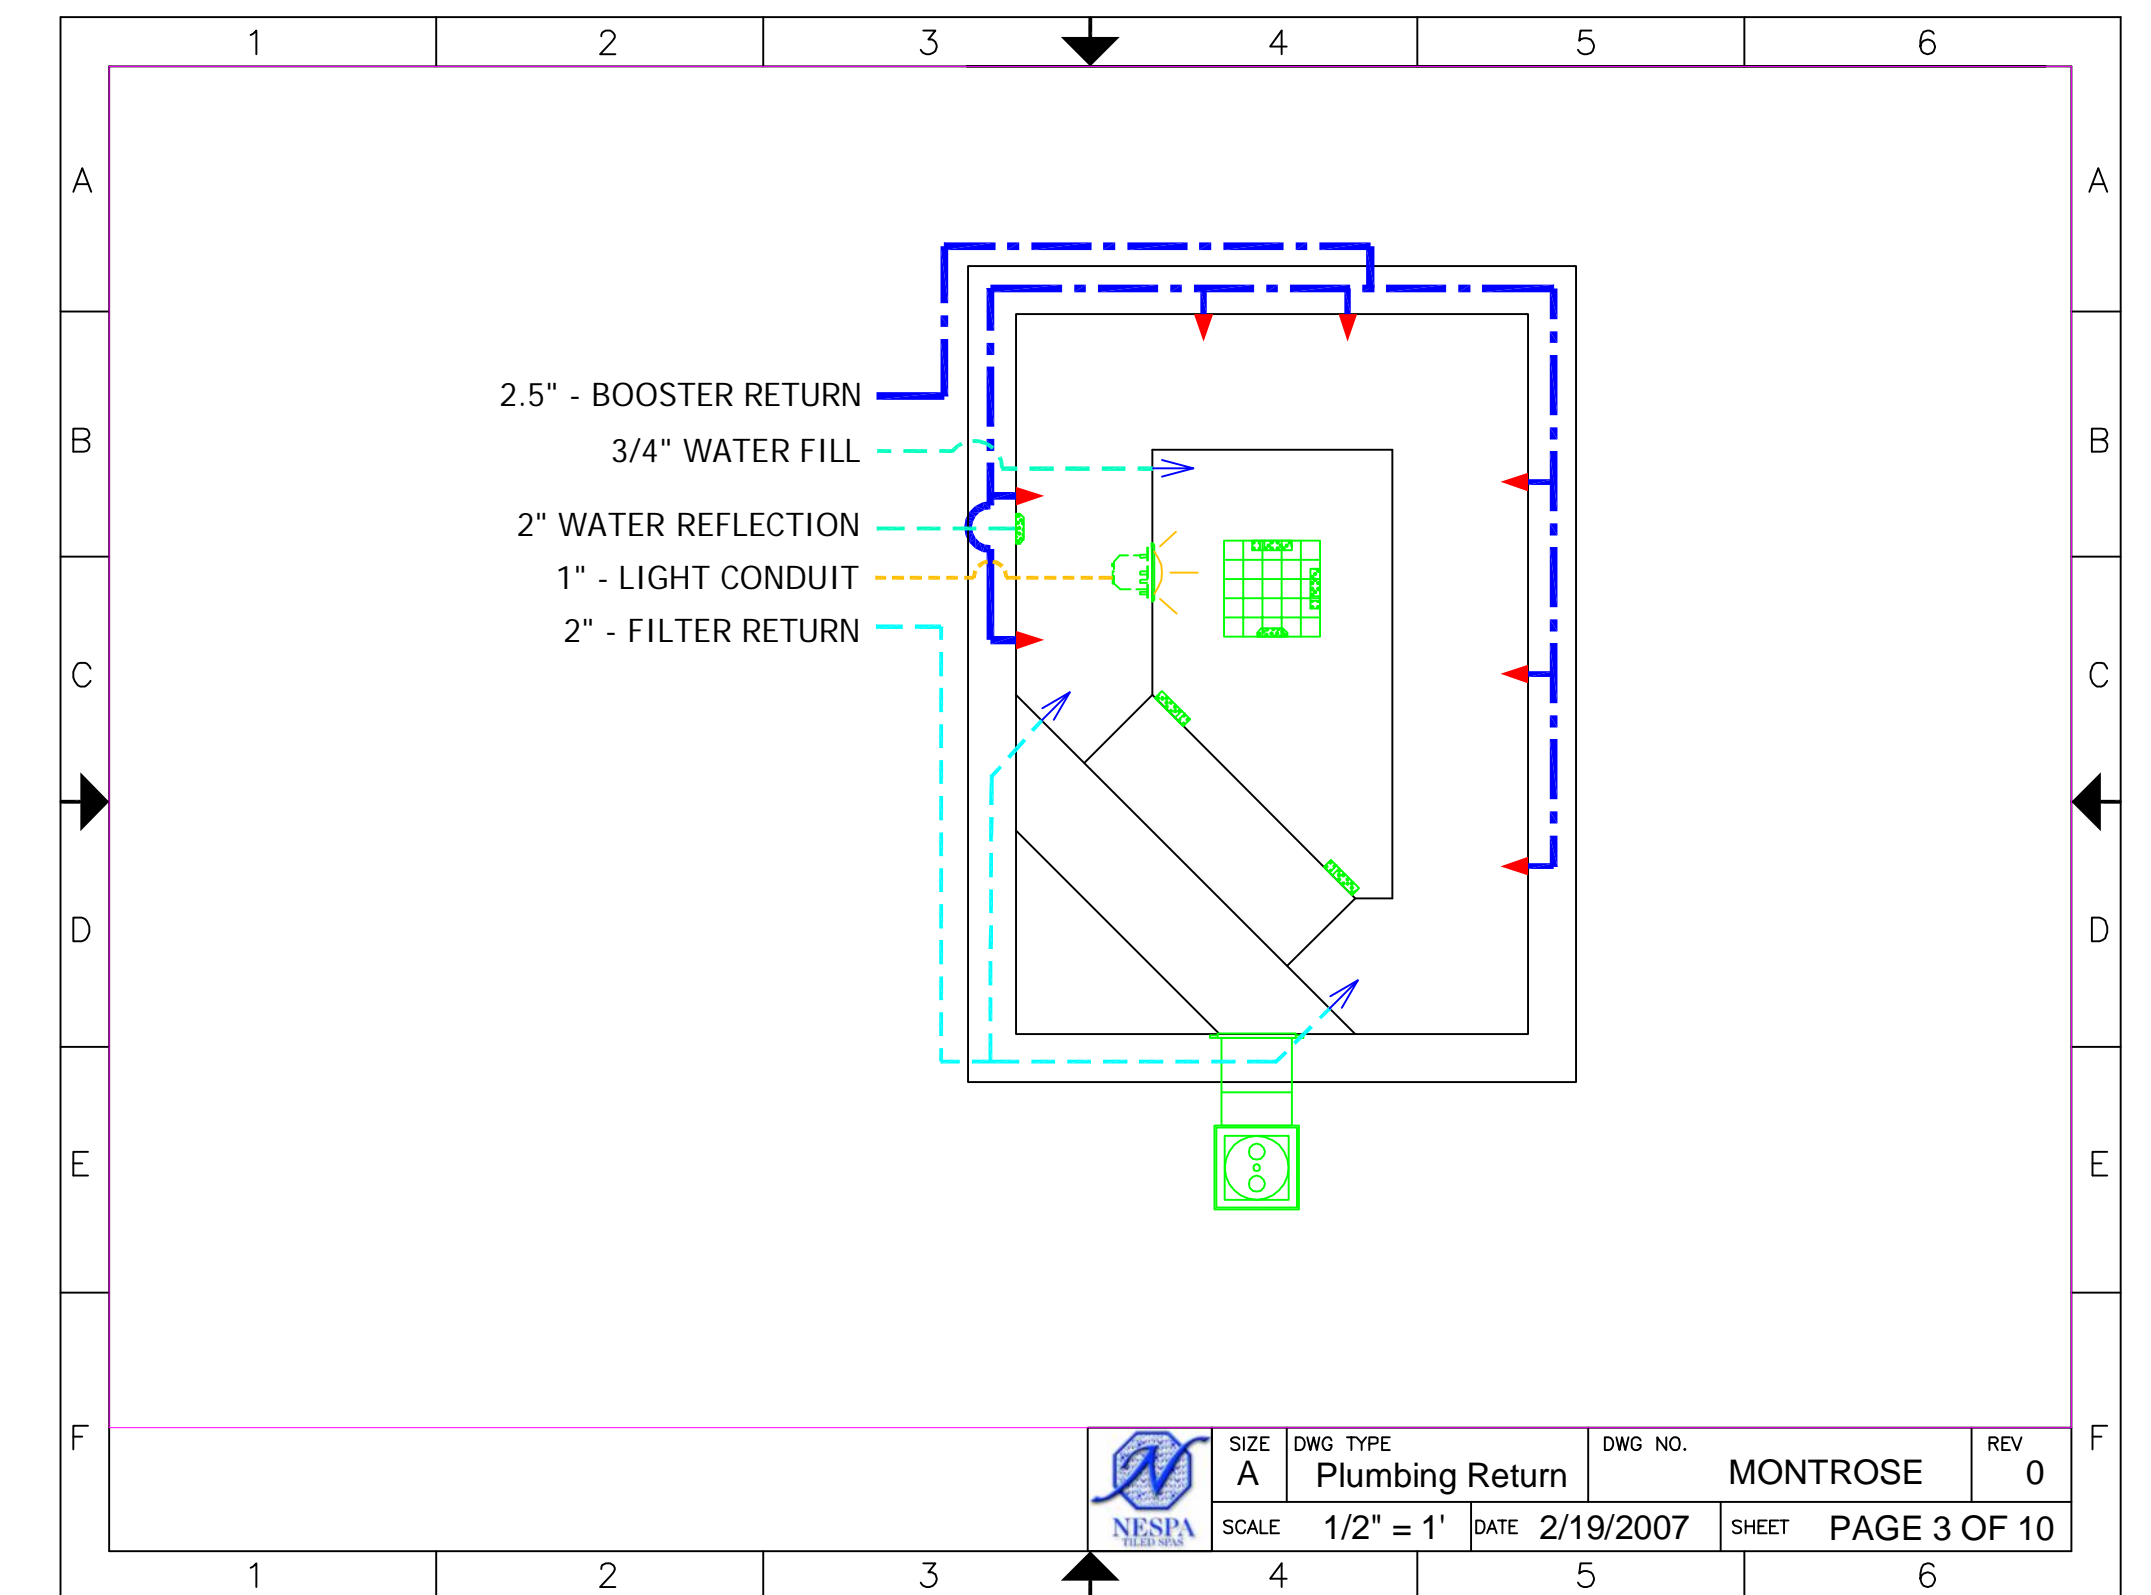 1 2 3 4 5 6
A A
2.5" - BOOSTER RETURN
3/4" WATER FILL
B B
2" WATER REFLECTION
1" - LIGHT CONDUIT
2" - FILTER RETURN
C C
D D
E E
F F
SIZE DWG TYPE DWG NO. REV
A Plumbing Return MONTROSE 0
NESPA
TILED SPAS
SCALE 1/2" = 1' DATE 2/19/2007 SHEET PAGE 3 OF 10
1 2 3 4 5 6